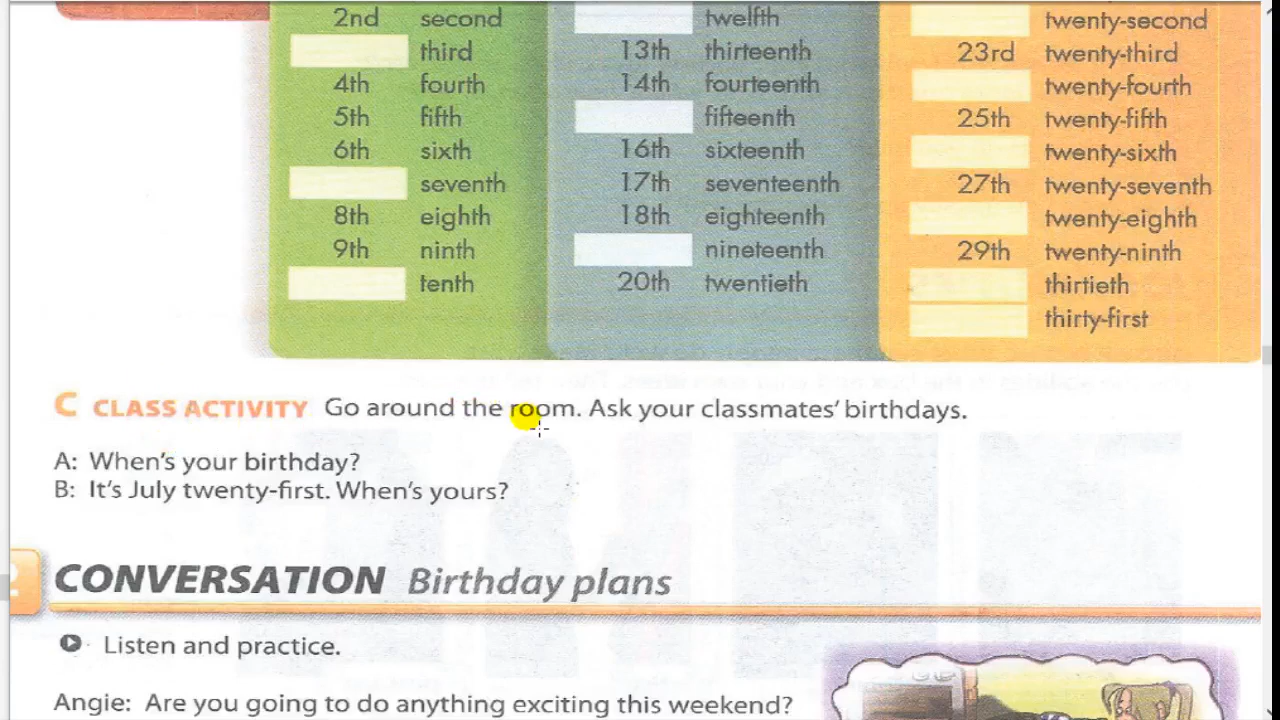 2nd second
third
4th fourth
5th fifth
6th sixth
seventh
8th eighth
9th ninth
tenth
twelfth
13th thirteenth
14th fourteenth
fifteenth
16th sixteenth
17th seventeenth
18th eighteenth
nineteenth
20th twentieth
twenty-second
23rd twenty-third
twenty-fourth
25th twenty-fifth
twenty-sixth
27th twenty-seventh
twenty-eighth
29th twenty-ninth
thirtieth
thirty-first
C CLASS ACTIVITY Go around the room. Ask your classmates' birthdays.
A: When's your birthday?
B: It's July twenty-first. When's yours?
2 CONVERSATION Birthday plans
Listen and practice.
Angie: Are you going to do anything exciting this weekend?